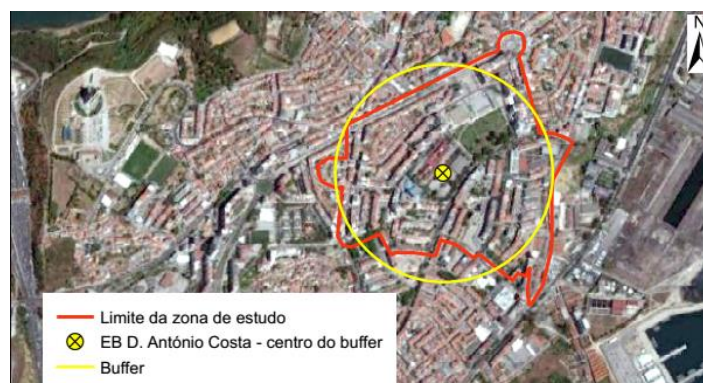 N
Limite da zona de estudo
EB D. António Costa - centro do buffer
Buffer